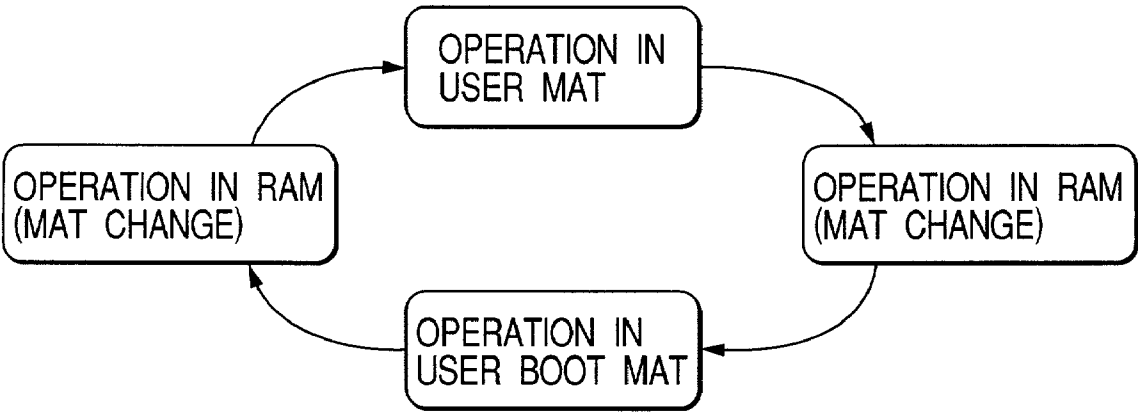 OPERATION IN
USER MAT
OPERATION IN RAM
(MAT CHANGE)
OPERATION IN RAM
(MAT CHANGE)
OPERATION IN
USER BOOT MAT